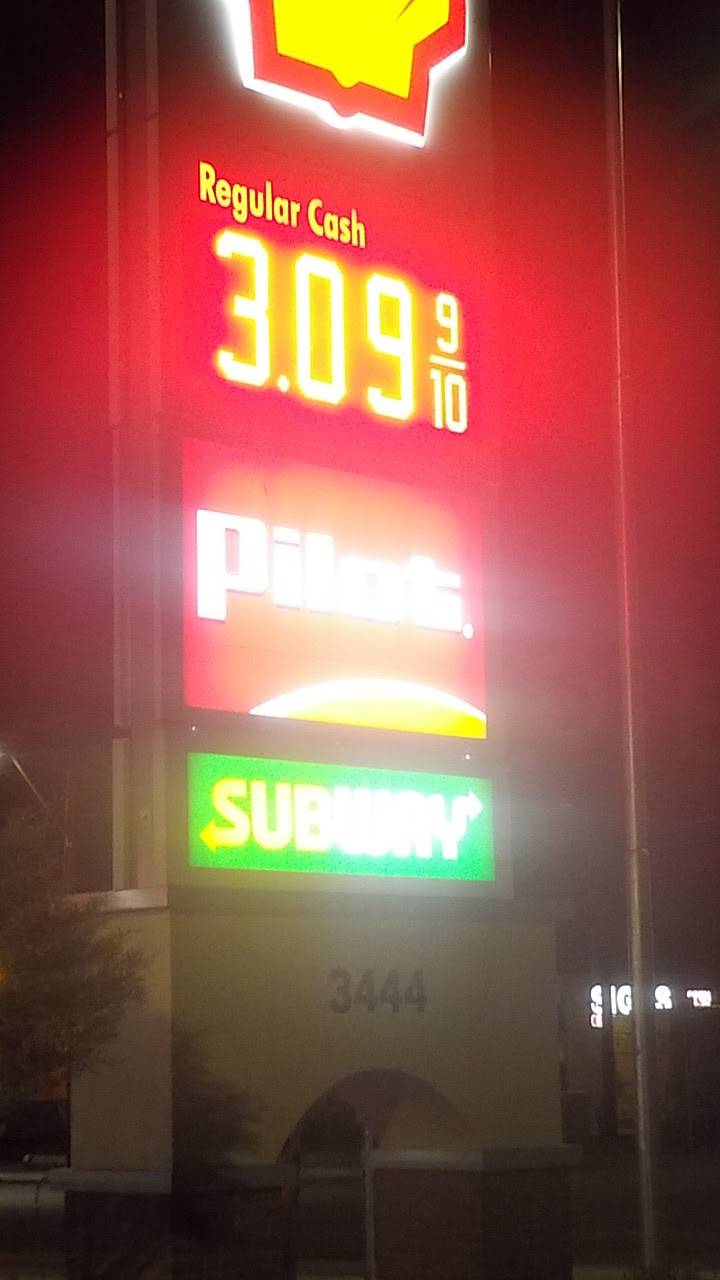 Regular Cash
3.09 9/10
Pilot
SUBWAY
3444